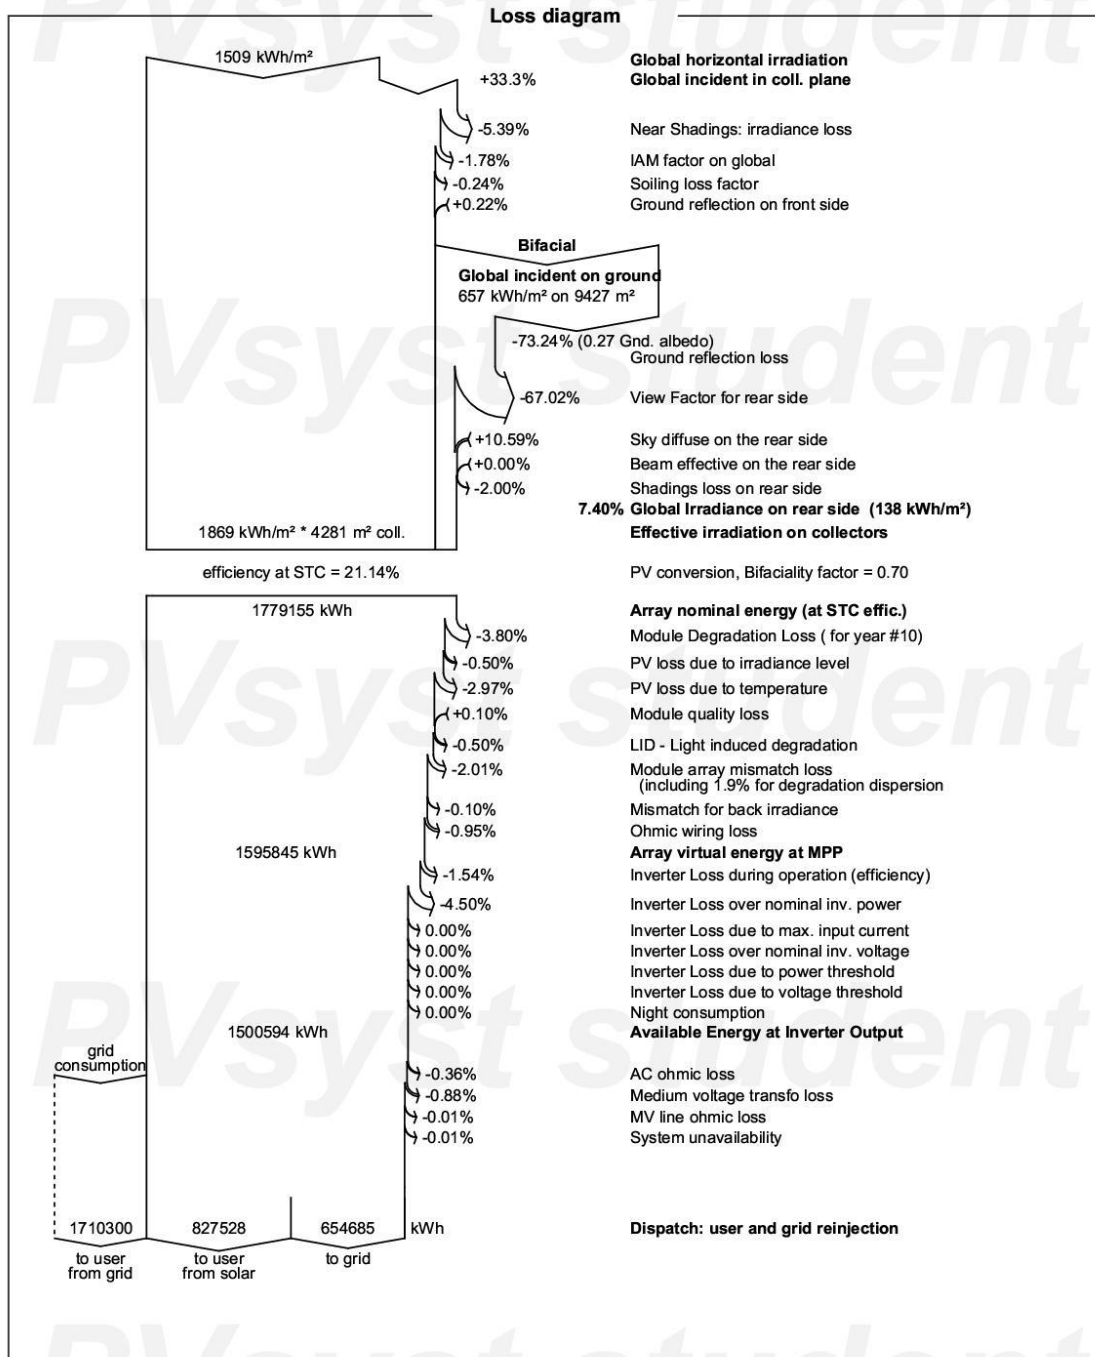 Loss diagram
1509 kWh/m² Global horizontal irradiation
+33.3% Global incident in coll. plane
-5.39% Near Shadings: irradiance loss
-1.78% IAM factor on global
-0.24% Soiling loss factor
+0.22% Ground reflection on front side
Bifacial
Global incident on ground
657 kWh/m² on 9427 m²
-73.24% (0.27 Gnd. albedo)
Ground reflection loss
-67.02% View Factor for rear side
+10.59% Sky diffuse on the rear side
+0.00% Beam effective on the rear side
-2.00% Shadings loss on rear side
7.40% Global Irradiance on rear side (138 kWh/m²)
1869 kWh/m² * 4281 m² coll. Effective irradiation on collectors
efficiency at STC = 21.14% PV conversion, Bifaciality factor = 0.70
1779155 kWh Array nominal energy (at STC effic.)
-3.80% Module Degradation Loss ( for year #10)
-0.50% PV loss due to irradiance level
-2.97% PV loss due to temperature
+0.10% Module quality loss
-0.50% LID - Light induced degradation
-2.01% Module array mismatch loss
(including 1.9% for degradation dispersion
-0.10% Mismatch for back irradiance
-0.95% Ohmic wiring loss
1595845 kWh Array virtual energy at MPP
-1.54% Inverter Loss during operation (efficiency)
-4.50% Inverter Loss over nominal inv. power
0.00% Inverter Loss due to max. input current
0.00% Inverter Loss over nominal inv. voltage
0.00% Inverter Loss due to power threshold
0.00% Inverter Loss due to voltage threshold
0.00% Night consumption
1500594 kWh Available Energy at Inverter Output
grid
consumption
-0.36% AC ohmic loss
-0.88% Medium voltage transfo loss
-0.01% MV line ohmic loss
-0.01% System unavailability
1710300 827528 654685 kWh Dispatch: user and grid reinjection
to user to user to grid
from grid from solar
PVsyst student
PVsyst student
PVsyst student
PVsyst student
PVsyst student